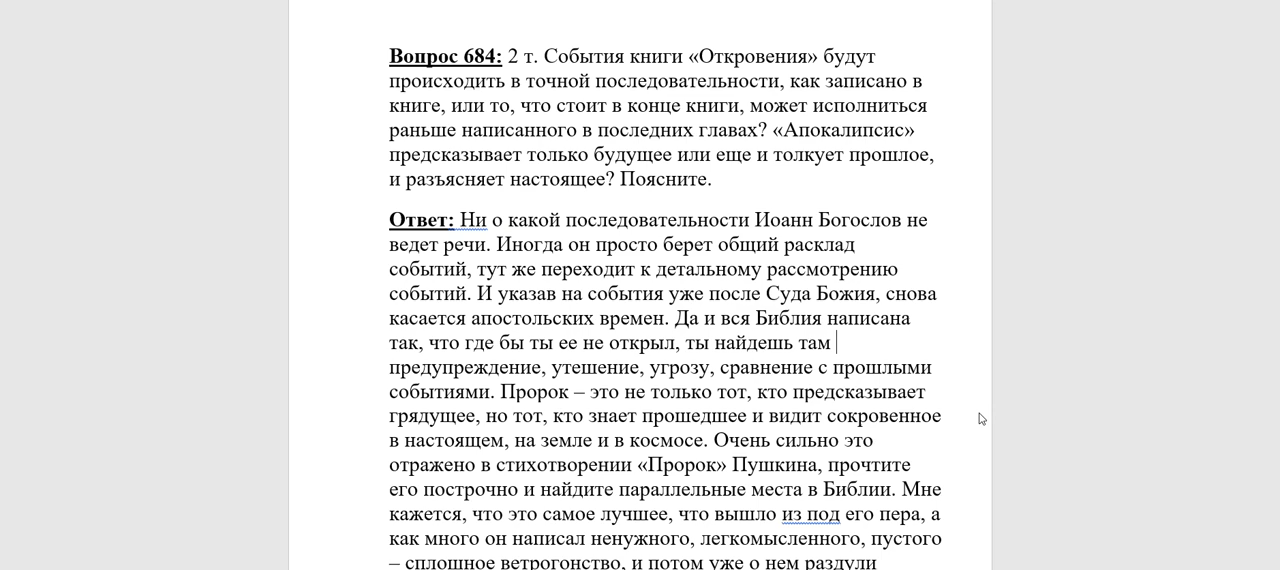 Вопрос 684: 2 т. События книги «Откровения» будут
происходить в точной последовательности, как записано в
книге, или то, что стоит в конце книги, может исполниться
раньше написанного в последних главах? «Апокалипсис»
предсказывает только будущее или еще и толкует прошлое,
и разъясняет настоящее? Поясните.
Ответ: Ни о какой последовательности Иоанн Богослов не
ведет речи. Иногда он просто берет общий расклад
событий, тут же переходит к детальному рассмотрению
событий. И указав на события уже после Суда Божия, снова
касается апостольских времен. Да и вся Библия написана
так, что где бы ты ее не открыл, ты найдешь там
предупреждение, утешение, угрозу, сравнение с прошлыми
событиями. Пророк – это не только тот, кто предсказывает
грядущее, но тот, кто знает прошедшее и видит сокровенное
в настоящем, на земле и в космосе. Очень сильно это
отражено в стихотворении «Пророк» Пушкина, прочтите
его построчно и найдите параллельные места в Библии. Мне
кажется, что это самое лучшее, что вышло из под его пера, а
как много он написал ненужного, легкомысленного, пустого
– сплошное ветрогонство, и потом уже о нем раздули